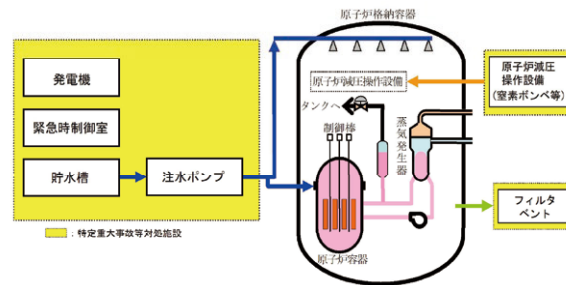 原子炉格納容器
発電機
緊急時制御室
貯水槽
注水ポンプ
:特定重大事故等対処施設
原子炉減圧操作設備
タンクへ
制御棒
蒸気発生器
原子炉容器
原子炉減圧
操作設備
(窒素ボンベ等)
フィルタ
ベント